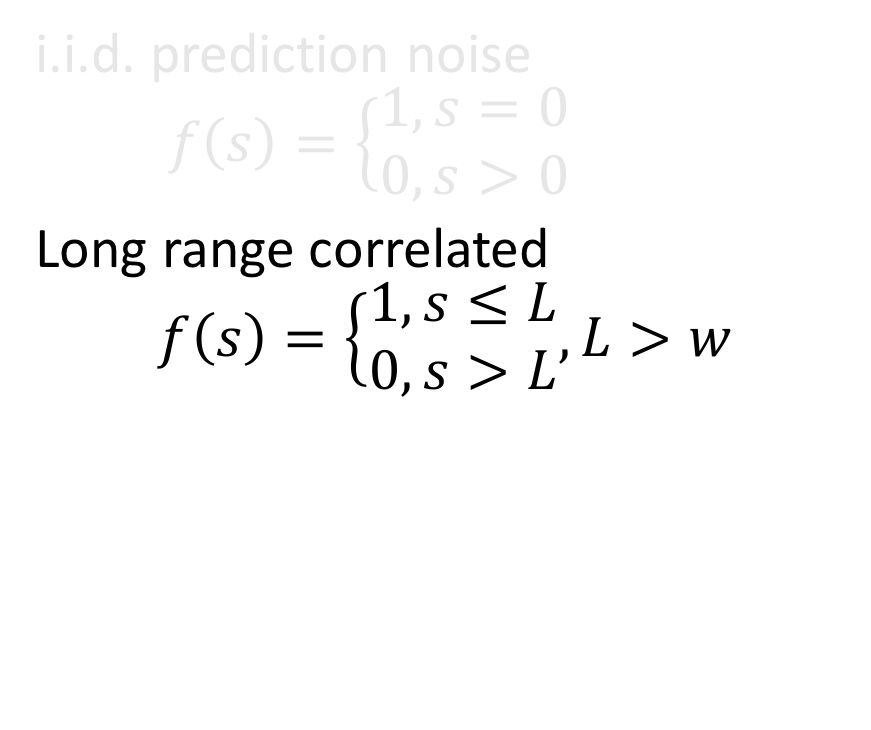 i.i.d. prediction noise
f(s) = {1, s = 0
0, s > 0
Long range correlated
f(s) = {1, s ≤ L
0, s > L, L > w